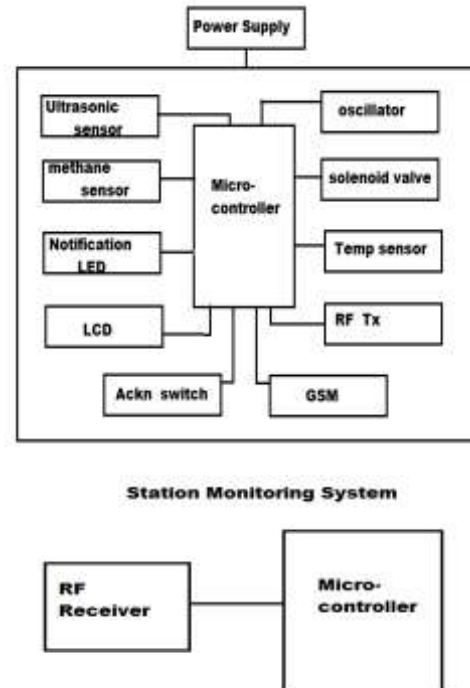 Power Supply
Ultrasonic
sensor
oscillator
methane
sensor
Micro-
controller
solenoid valve
Notification
LED
Temp sensor
LCD
RF Tx
Ackn switch
GSM
Station Monitoring System
RF
Receiver
Micro-
controller